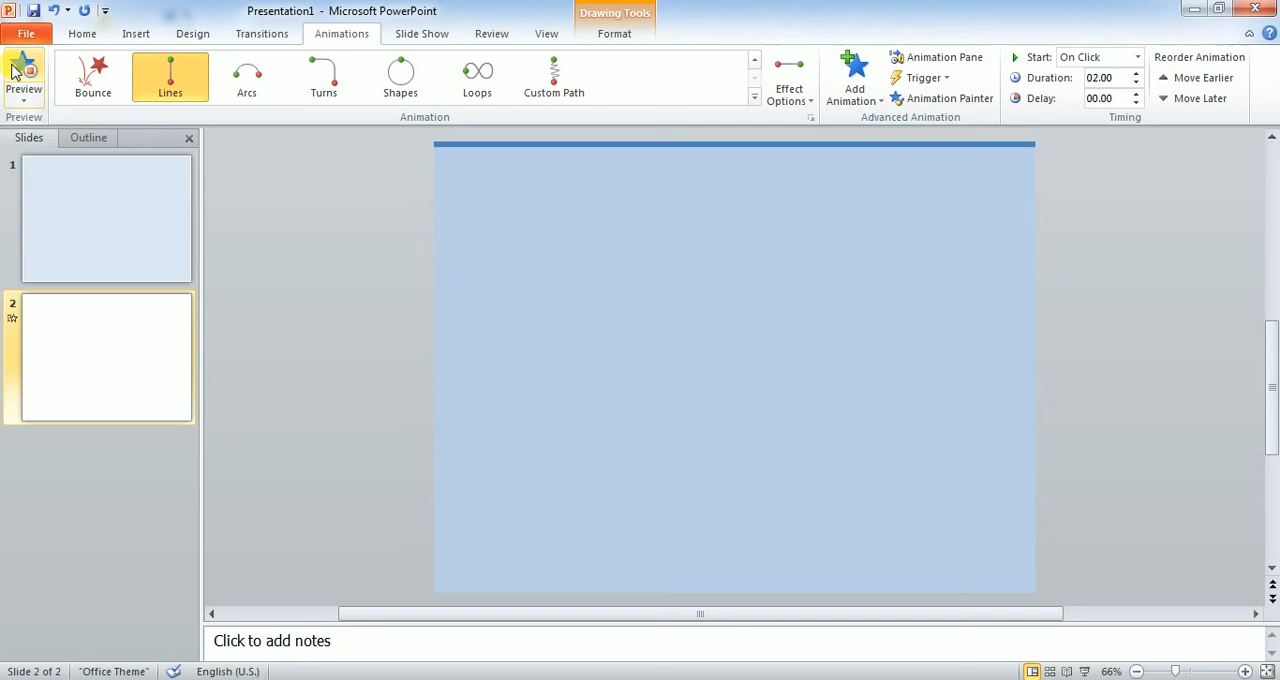 Presentation1 - Microsoft PowerPoint
Drawing Tools
File Home Insert Design Transitions Animations Slide Show Review View Format
Preview
Bounce Lines Arcs Turns Shapes Loops Custom Path
Effect Options
Add Animation
Animation Pane
Trigger
Animation Painter
Start: On Click
Duration: 02.00
Delay: 00.00
Reorder Animation
Move Earlier
Move Later
Preview Animation Advanced Animation Timing
Slides Outline
1
2
Click to add notes
Slide 2 of 2 "Office Theme" English (U.S.) 66%